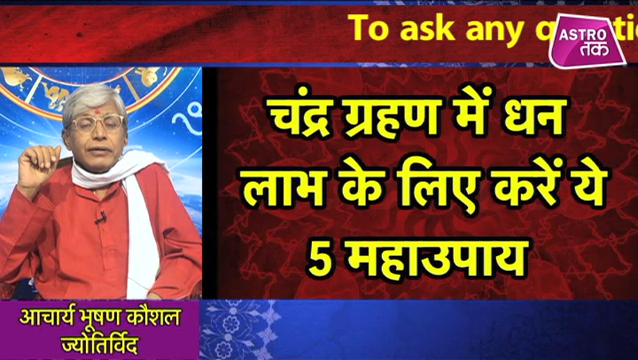 To ask any
ASTRO
तक
चंद्र ग्रहण में धन
लाभ के लिए करें ये
5 महाउपाय
आचार्य भूषण कौशल
ज्योतिर्विद